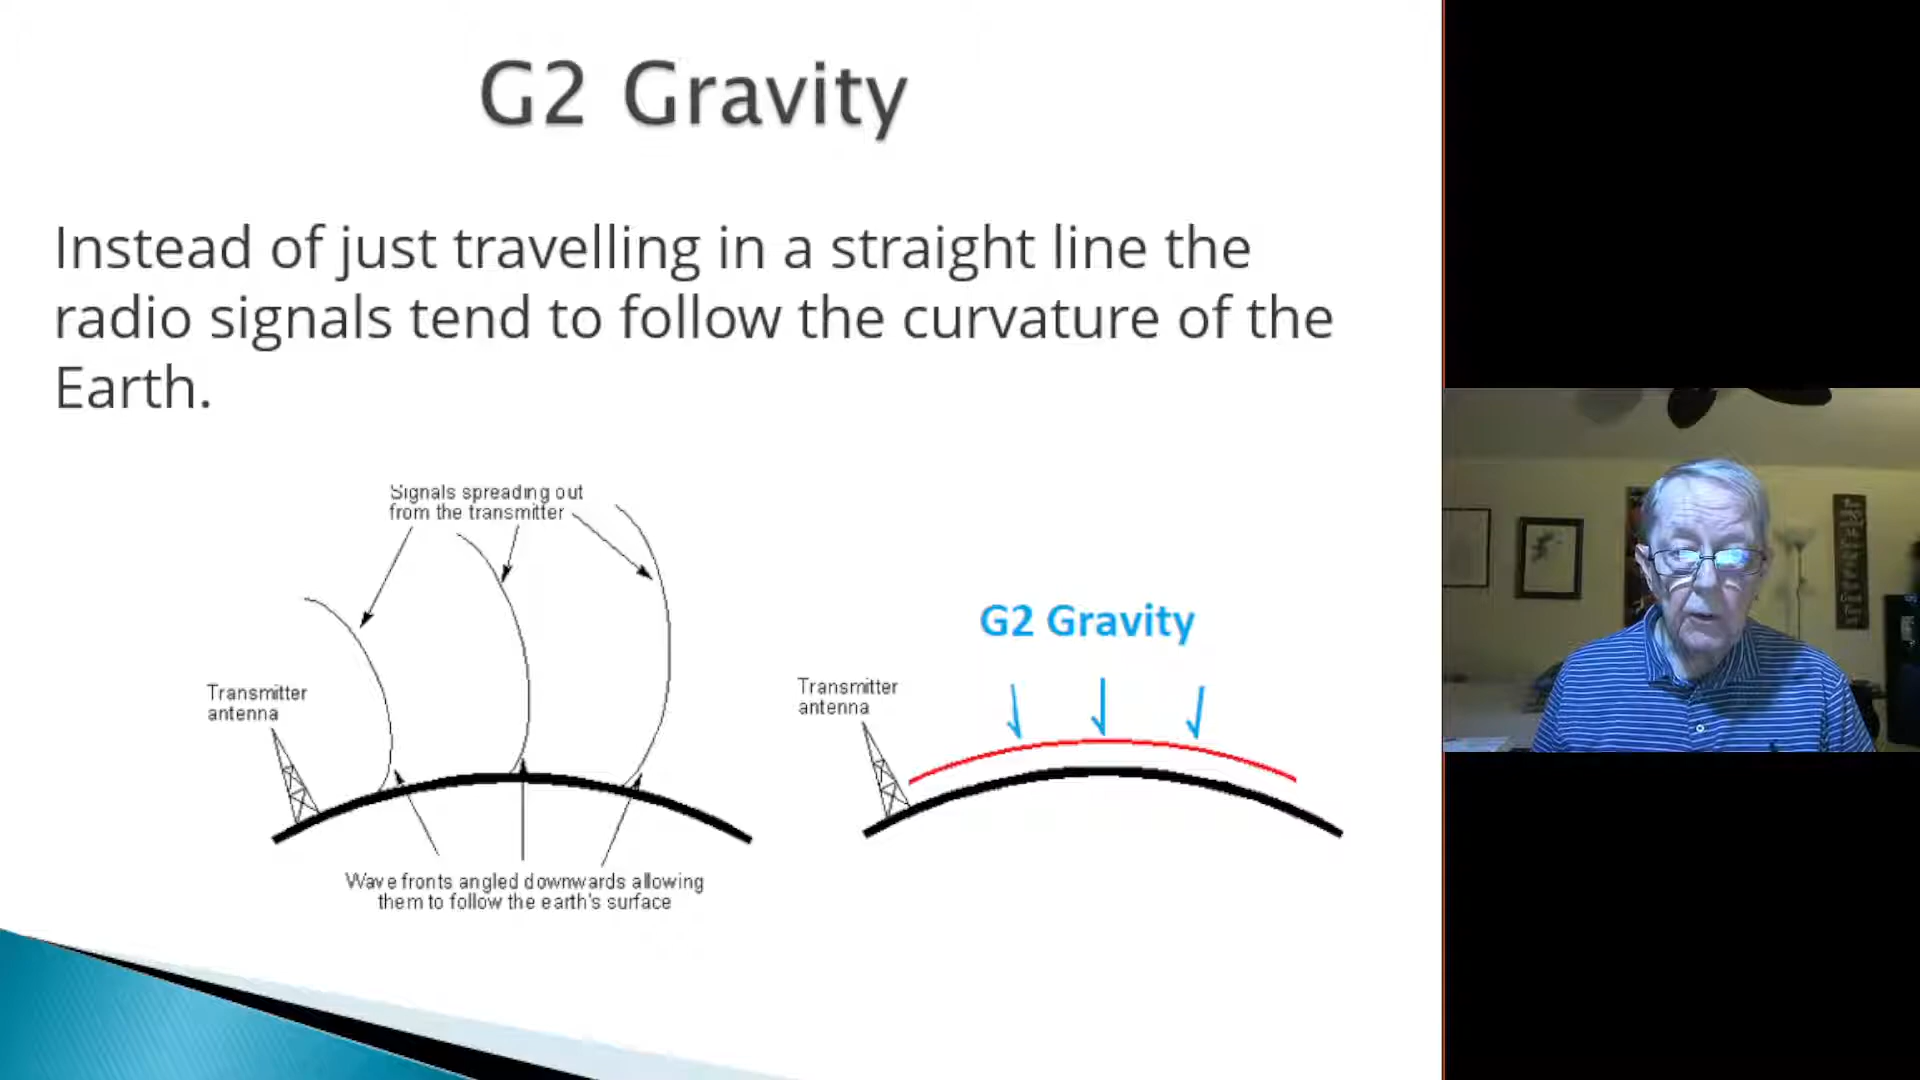 G2 Gravity
Instead of just travelling in a straight line the
radio signals tend to follow the curvature of the
Earth.
Signals spreading out
from the transmitter
Transmitter
antenna
Wave fronts angled downwards allowing
them to follow the earth's surface
G2 Gravity
Transmitter
antenna